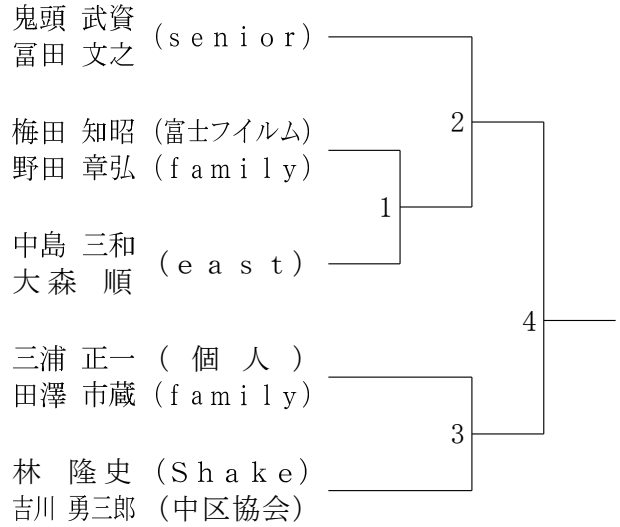 鬼頭 武資
冨田 文之
(senior)
2
梅田 知昭 (富士フイルム)
野田 章弘 (family)
1
中島 三和
大森 順
(east)
4
三浦 正一 (個人)
田澤 市蔵 (family)
3
林 隆史 (Shake)
吉川 勇三郎 (中区協会)